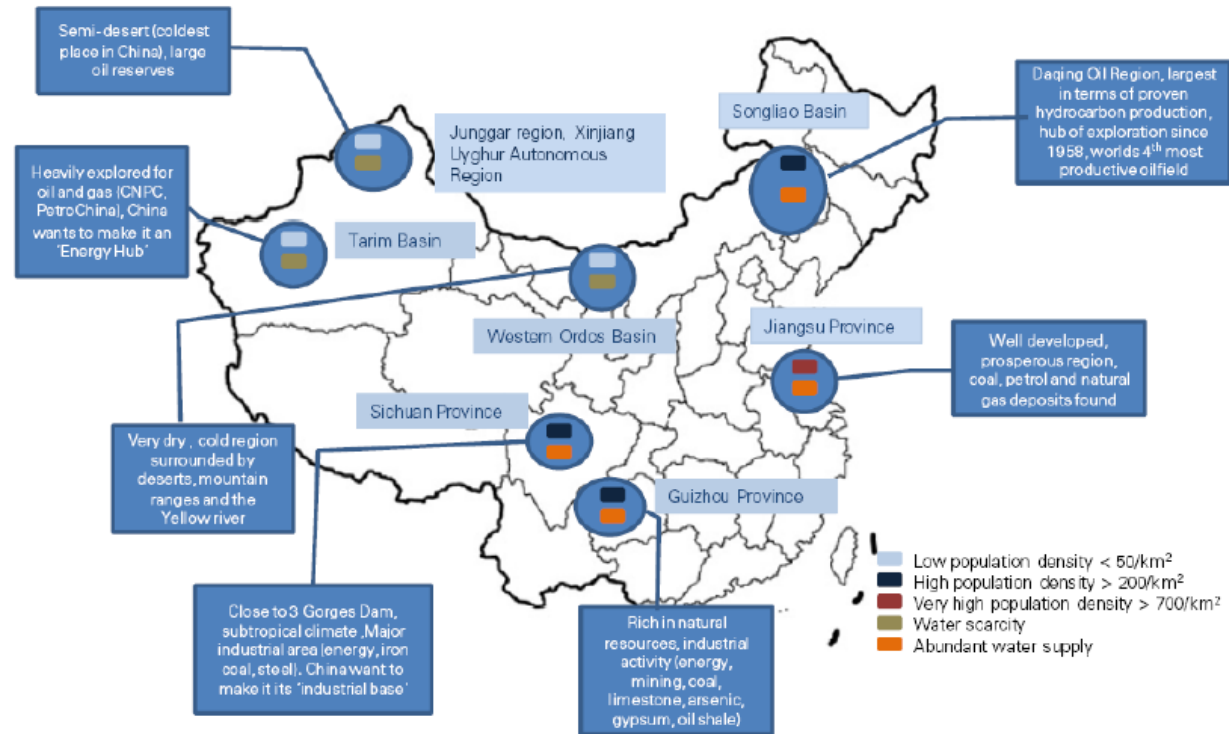 Semi-desert (coldest
place in China), large
oil reserves
Junggar region, Xinjiang
Uyghur Autonomous
Region
Songliao Basin
Daqing Oil Region, largest
in terms of proven
hydrocarbon production,
hub of exploration since
1958, worlds 4th most
productive oilfield
Heavily explored for
oil and gas (CNPC,
PetroChina), China
wants to make it an
'Energy Hub'
Tarim Basin
Western Ordos Basin
Jiangsu Province
Well developed,
prosperous region,
coal, petrol and natural
gas deposits found
Sichuan Province
Very dry , cold region
surrounded by
deserts, mountain
ranges and the
Yellow river
Guizhou Province
Low population density < 50/km²
High population density > 200/km²
Very high population density > 700/km²
Water scarcity
Abundant water supply
Close to 3 Gorges Dam,
subtropical climate ,Major
industrial area (energy, iron
coal, steel). China want to
make it its 'industrial base'
Rich in natural
resources, industrial
activity (energy,
mining, coal,
limestone, arsenic,
gypsum, oil shale)